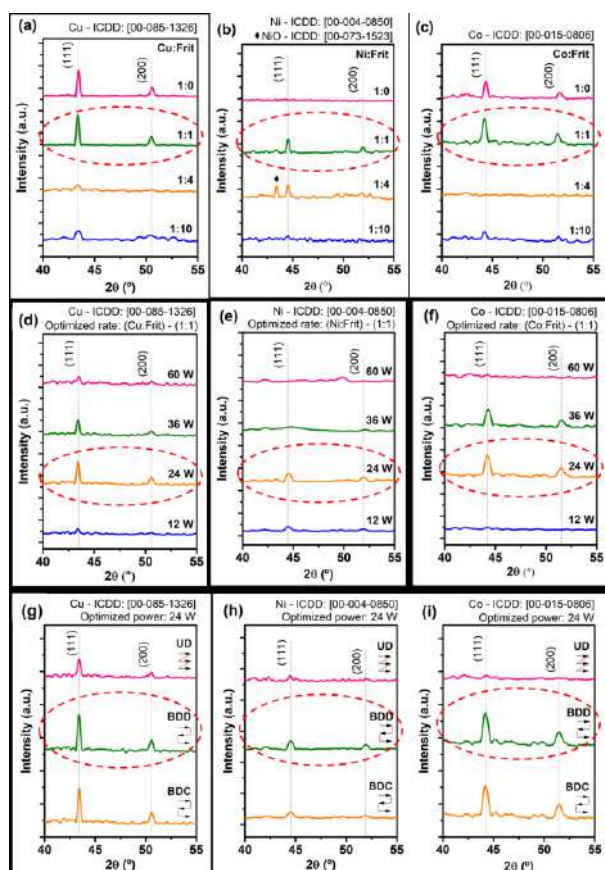 (a)
Cu - ICDD: [00-085-1326]
Cu:Frit
(111)
(200)
1:0
1:1
1:4
1:10
Intensity (a.u.)
40 45 50 55
2θ (°)
(b)
Ni - ICDD: [00-004-0850]
♦ NiO - ICDD: [00-073-1523]
Ni:Frit
(111)
(200)
1:0
1:1
1:4
1:10
Intensity (a.u.)
40 45 50 55
2θ (°)
(c)
Co - ICDD: [00-015-0806]
Co:Frit
(111)
(200)
1:0
1:1
1:4
1:10
Intensity (a.u.)
40 45 50 55
2θ (°)
(d)
Cu - ICDD: [00-085-1326]
Optimized rate: (Cu:Frit) - (1:1)
(111)
(200)
60 W
36 W
24 W
12 W
Intensity (a.u.)
40 45 50 55
2θ (°)
(e)
Ni - ICDD: [00-004-0850]
Optimized rate: (Ni:Frit) - (1:1)
(111)
(200)
60 W
36 W
24 W
12 W
Intensity (a.u.)
40 45 50 55
2θ (°)
(f)
Co - ICDD: [00-015-0806]
Optimized rate: (Co:Frit) - (1:1)
(111)
(200)
60 W
36 W
24 W
12 W
Intensity (a.u.)
40 45 50 55
2θ (°)
(g)
Cu - ICDD: [00-085-1326]
Optimized power: 24 W
(111)
(200)
UD
BDD
BDC
Intensity (a.u.)
40 45 50 55
2θ (°)
(h)
Ni - ICDD: [00-004-0850]
Optimized power: 24 W
(111)
(200)
UD
BDD
BDC
Intensity (a.u.)
40 45 50 55
2θ (°)
(i)
Co - ICDD: [00-015-0806]
Optimized power: 24 W
(111)
(200)
UD
BDD
BDC
Intensity (a.u.)
40 45 50 55
2θ (°)